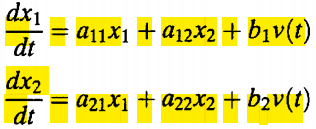 dx₁/dt = a₁₁x₁ + a₁₂x₂ + b₁v(t)
dx₂/dt = a₂₁x₁ + a₂₂x₂ + b₂v(t)